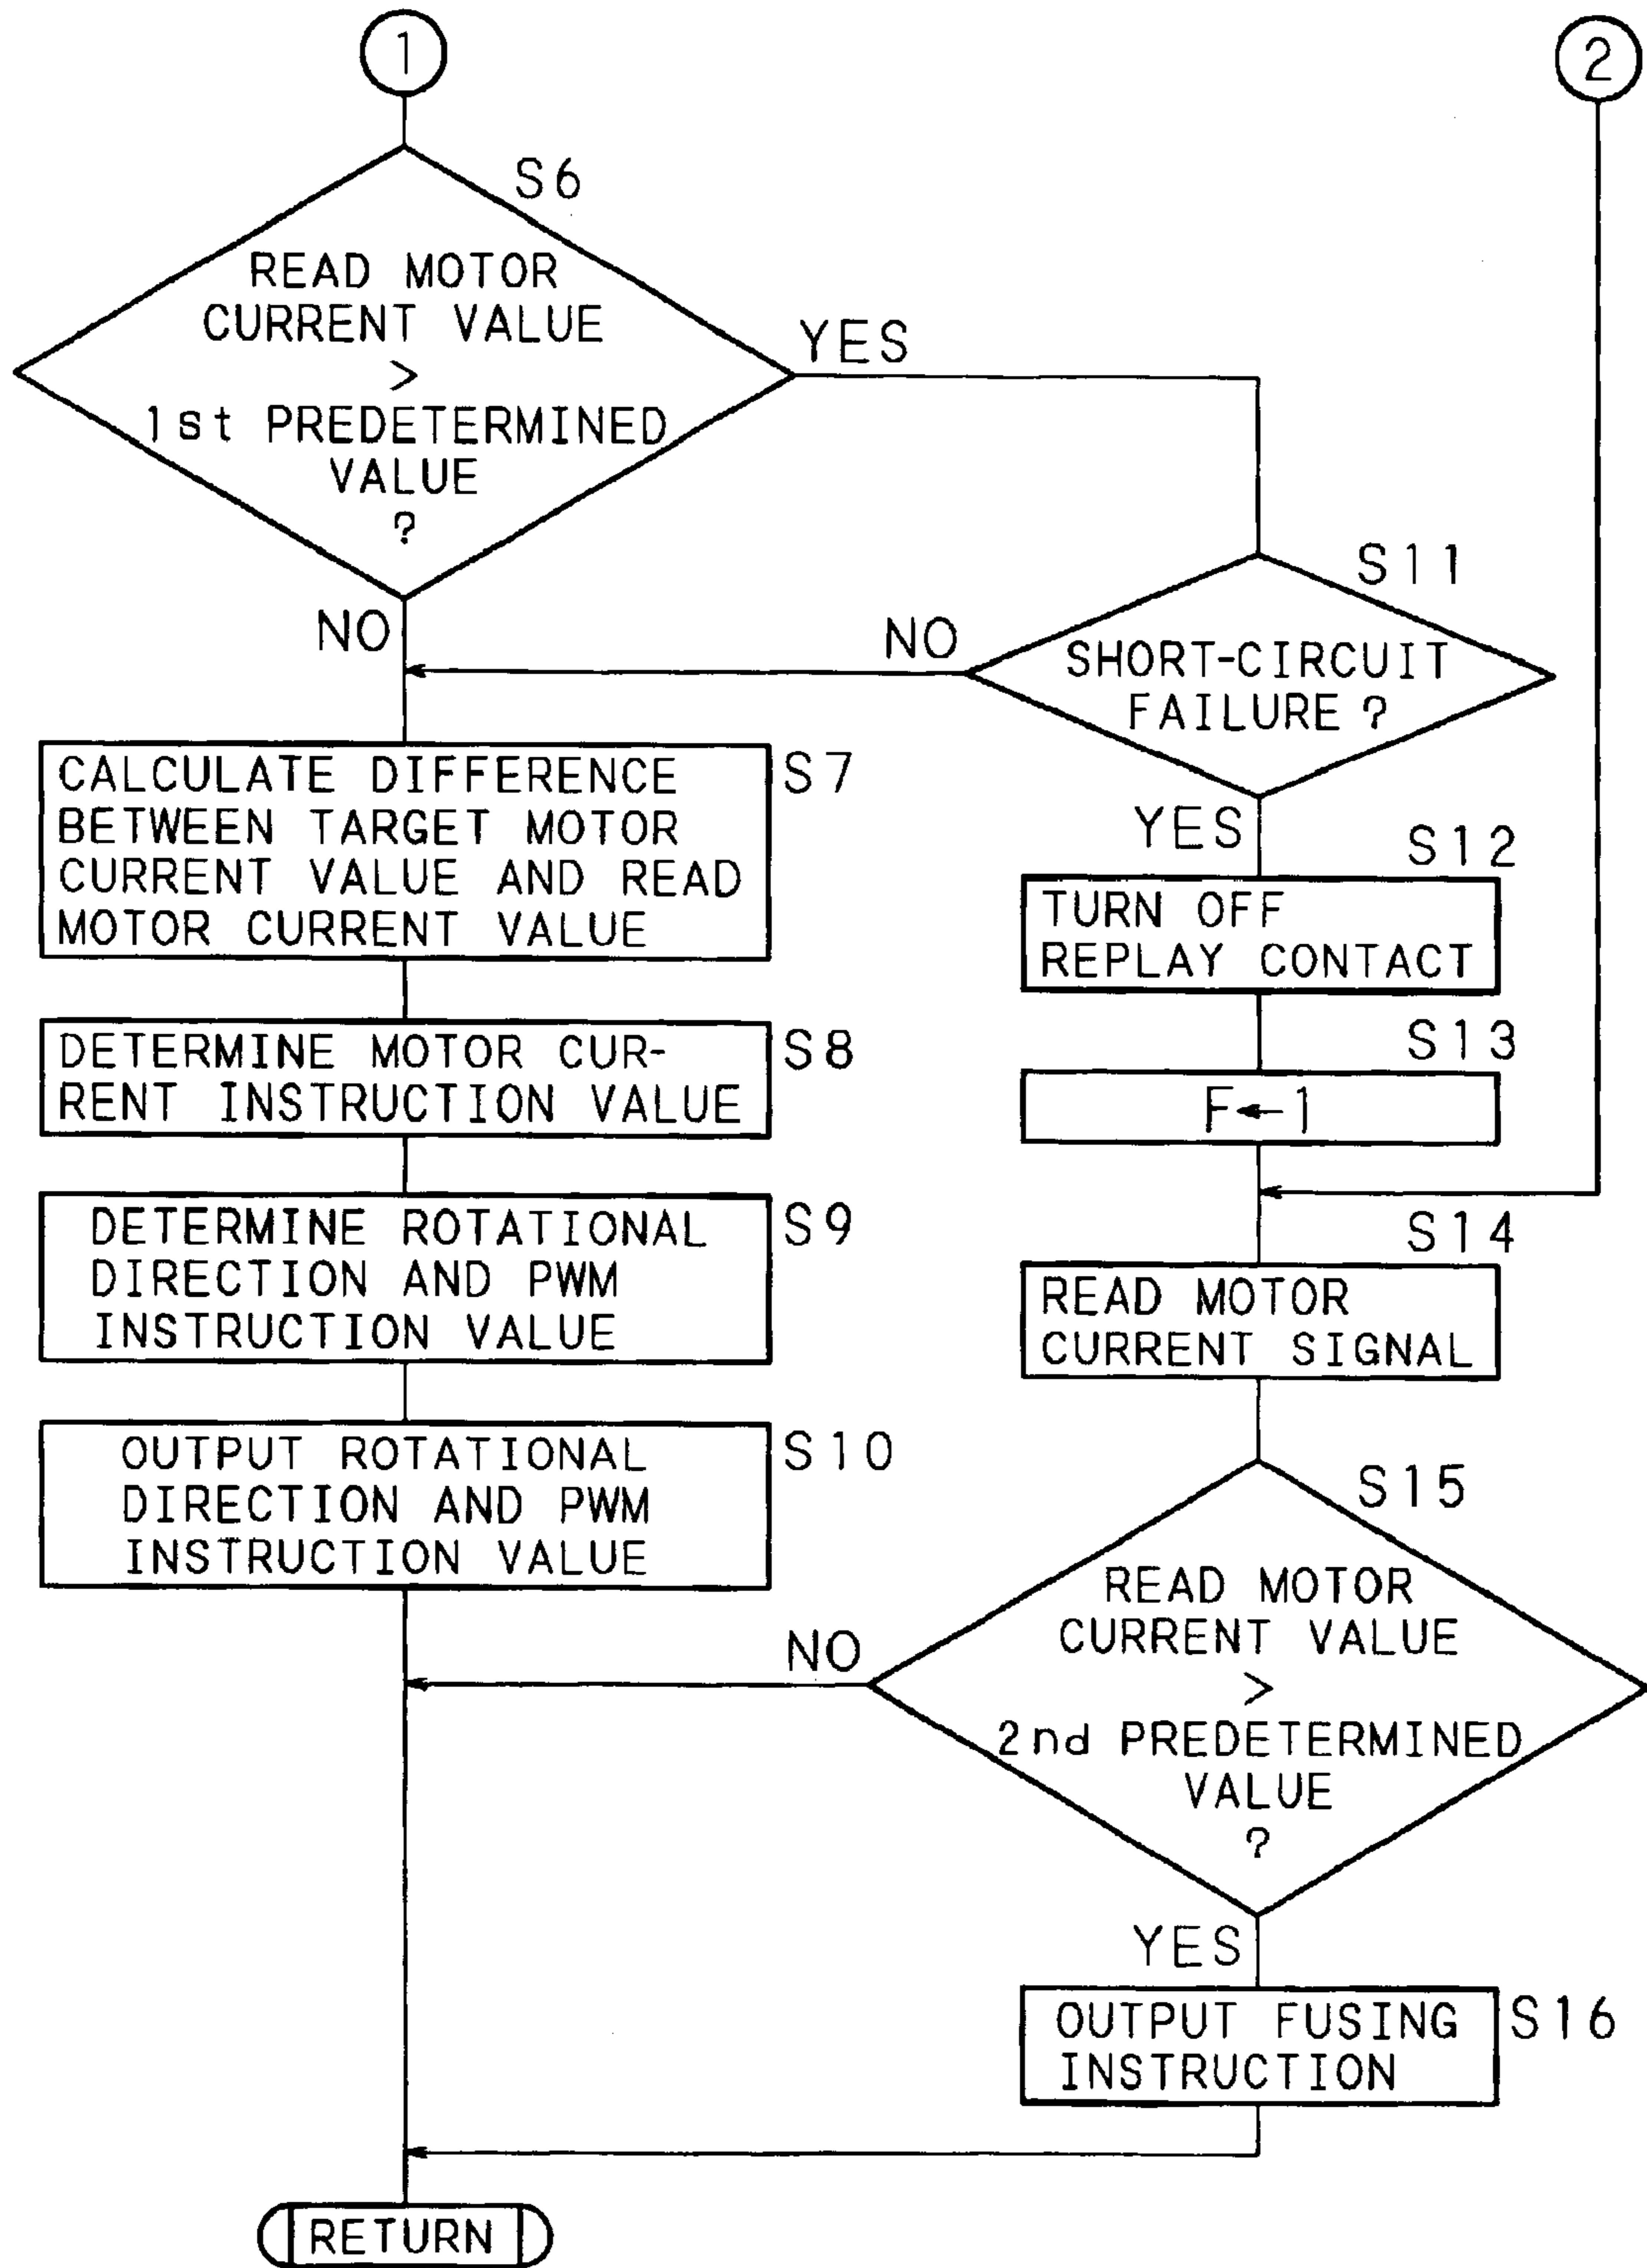 1
2
S6
READ MOTOR
CURRENT VALUE
>
1st PREDETERMINED
VALUE
?
YES
NO
S11
SHORT-CIRCUIT
FAILURE ?
NO
YES
CALCULATE DIFFERENCE
BETWEEN TARGET MOTOR
CURRENT VALUE AND READ
MOTOR CURRENT VALUE
S7
S12
TURN OFF
REPLAY CONTACT
DETERMINE MOTOR CUR-
RENT INSTRUCTION VALUE
S8
S13
F←1
DETERMINE ROTATIONAL
DIRECTION AND PWM
INSTRUCTION VALUE
S9
S14
READ MOTOR
CURRENT SIGNAL
OUTPUT ROTATIONAL
DIRECTION AND PWM
INSTRUCTION VALUE
S10
S15
READ MOTOR
CURRENT VALUE
>
2nd PREDETERMINED
VALUE
?
NO
YES
OUTPUT FUSING
INSTRUCTION
S16
RETURN